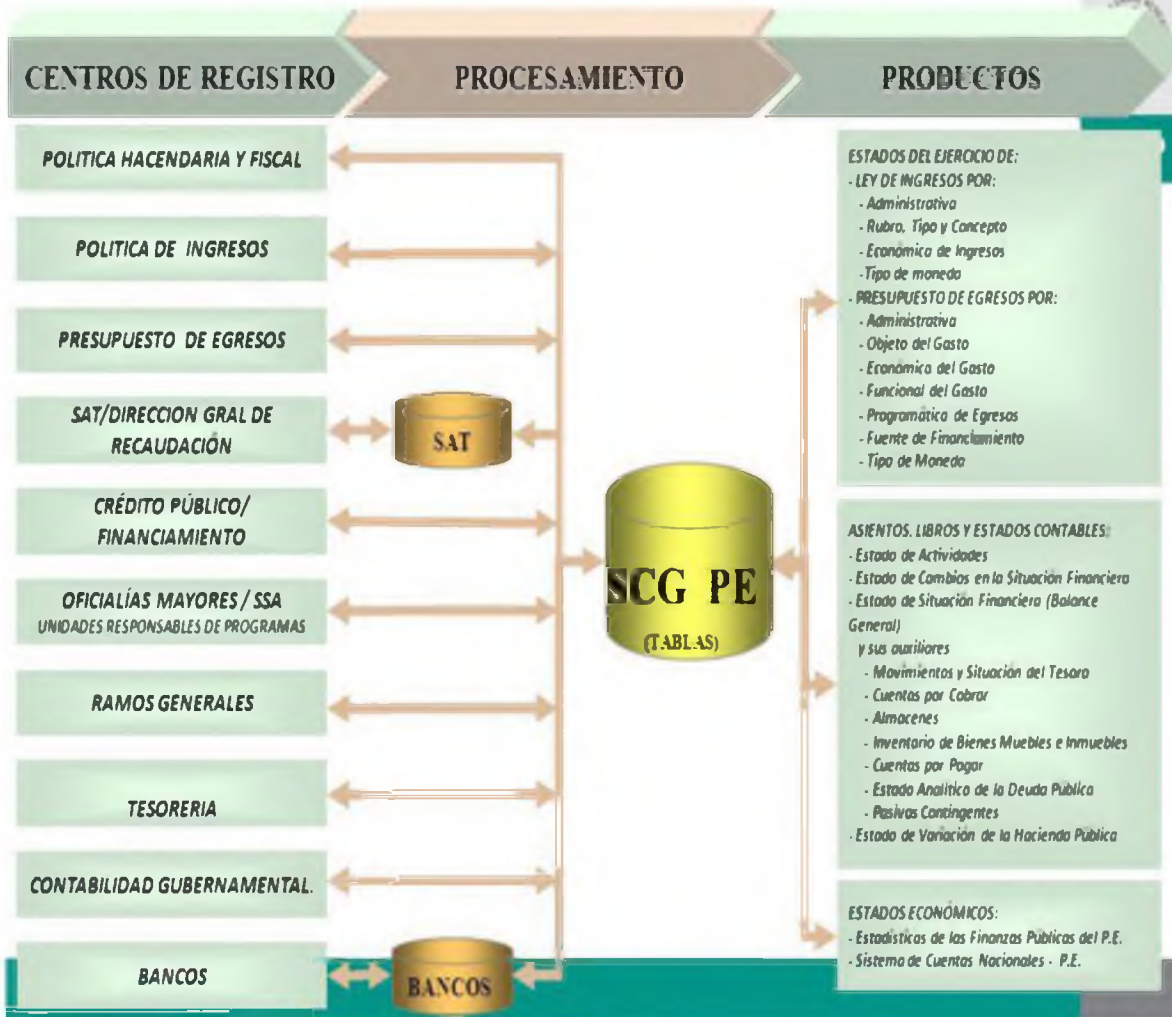 CENTROS DE REGISTRO
PROCESAMIENTO
PRODUCTOS
POLITICA HACENDARIA Y FISCAL
POLITICA DE INGRESOS
PRESUPUESTO DE EGRESOS
SAT/DIRECCION GRAL DE
RECAUDACIÓN
CRÉDITO PÚBLICO/
FINANCIAMIENTO
OFICIALÍAS MAYORES / SSA
UNIDADES RESPONSABLES DE PROGRAMAS
RAMOS GENERALES
TESORERIA
CONTABILIDAD GUBERNAMENTAL.
BANCOS
SAT
BANCOS
SCG PE
(TABLAS)
ESTADOS DEL EJERCICIO DE:
- LEY DE INGRESOS POR:
- Administrativa
- Rubro, Tipo y Concepto
- Económica de Ingresos
- Tipo de moneda
- PRESUPUESTO DE EGRESOS POR:
- Administrativa
- Objeto del Gasto
- Económica del Gasto
- Funcional del Gasto
- Programática de Egresos
- Fuente de Financiamiento
- Tipo de Moneda
ASIENTOS, LIBROS Y ESTADOS CONTABLES:
- Estado de Actividades
- Estado de Cambios en la Situación Financiera
- Estado de Situación Financiera (Balance
General)
y sus auxiliares
- Movimientos y Situación del Tesoro
- Cuentas por Cobrar
- Almacenes
- Inventario de Bienes Muebles e Inmuebles
- Cuentas por Pagar
- Estado Analítico de la Deuda Pública
- Pasivos Contingentes
- Estado de Variación de la Hacienda Pública
ESTADOS ECONÓMICOS:
- Estadísticas de las Finanzas Públicas del P.E.
- Sistema de Cuentas Nacionales - P.E.